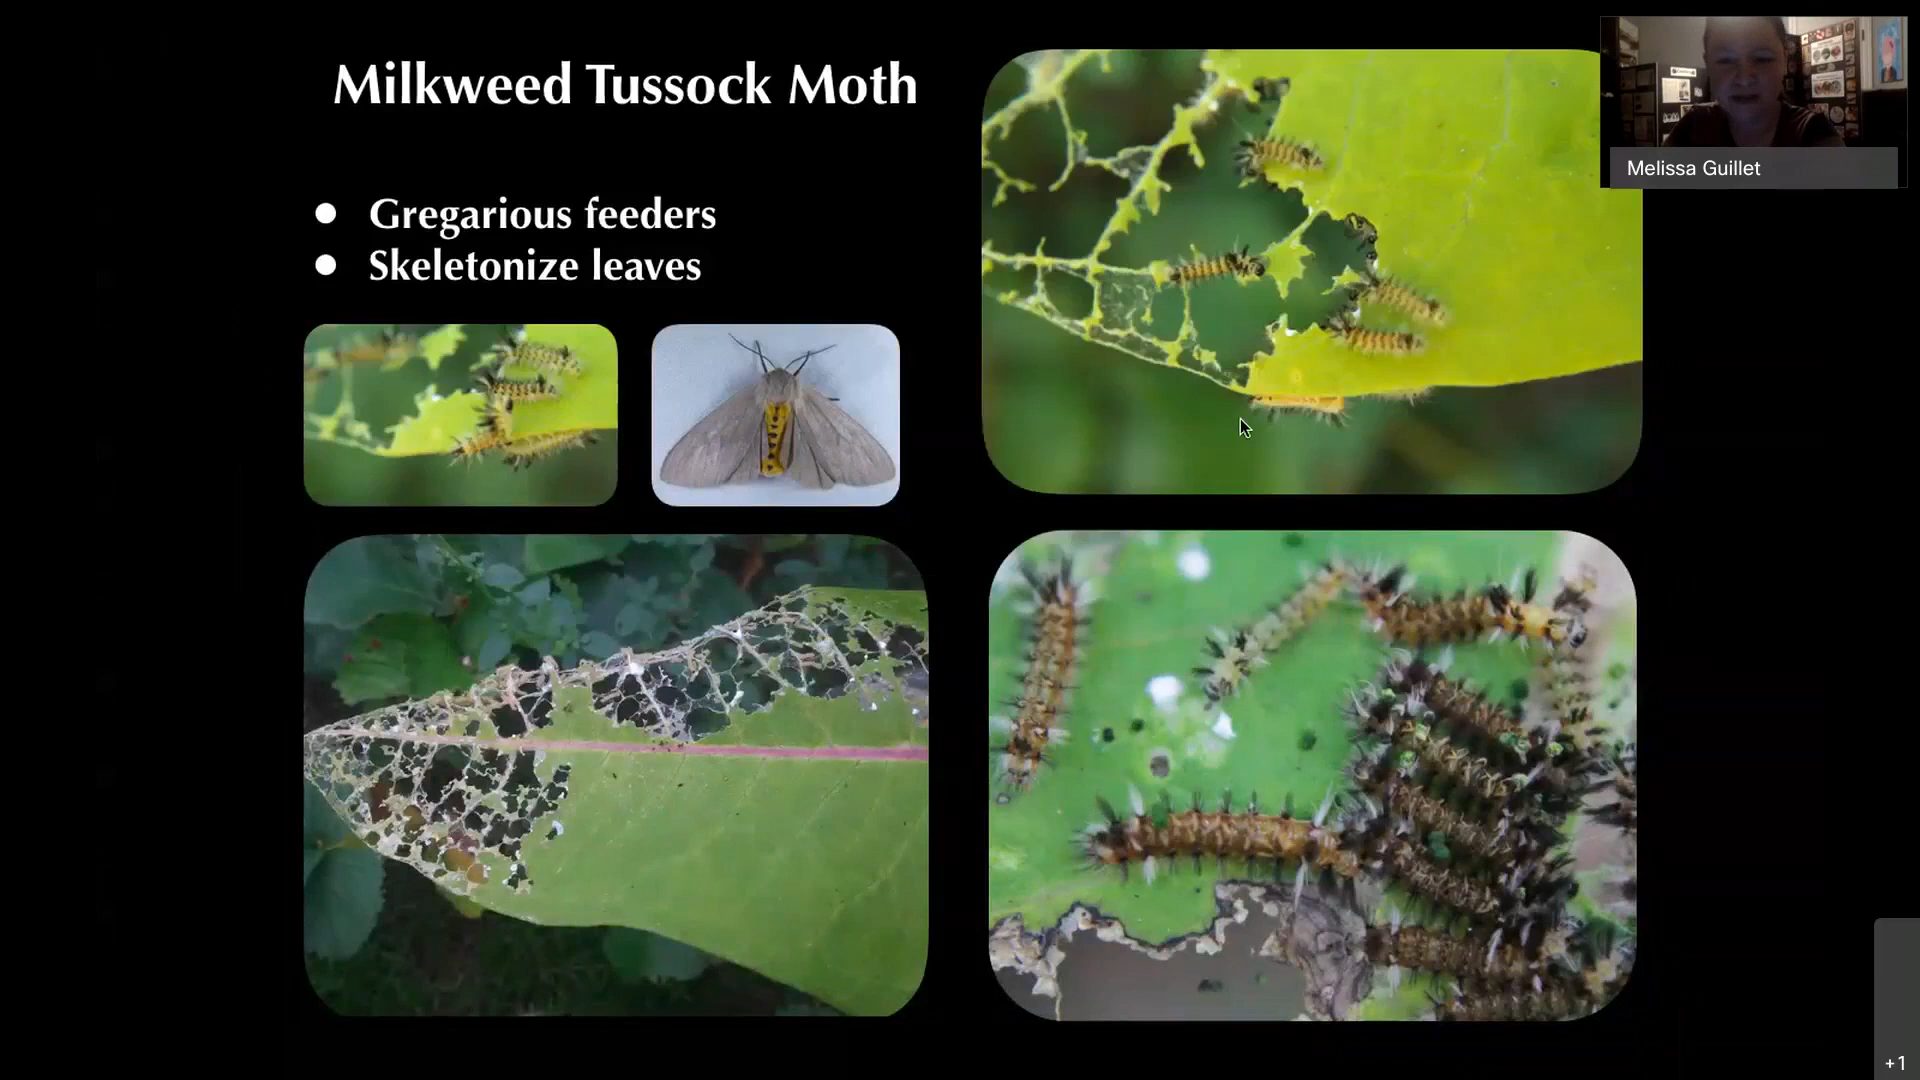 Milkweed Tussock Moth
● Gregarious feeders
● Skeletonize leaves
Melissa Guillet
+1